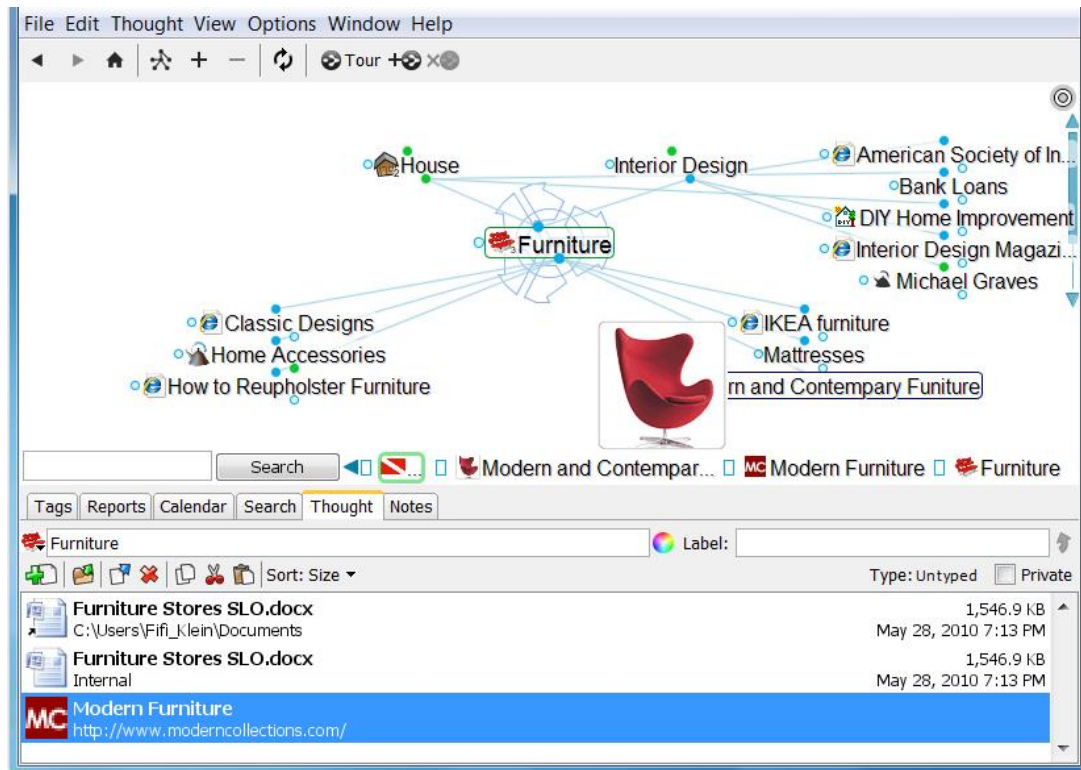 File Edit Thought View Options Window Help
Tour
House
Interior Design
American Society of In...
Bank Loans
DIY Home Improvement
Interior Design Magazi...
Michael Graves
Furniture
Classic Designs
Home Accessories
How to Reupholster Furniture
IKEA furniture
Mattresses
rn and Contempary Funiture
Search ... Modern and Contempar... MC Modern Furniture Furniture
Tags Reports Calendar Search Thought Notes
Furniture Label:
Sort: Size Type: Untyped Private
Furniture Stores SLO.docx 1,546.9 KB
C:\Users\Fifi_Klein\Documents May 28, 2010 7:13 PM
Furniture Stores SLO.docx 1,546.9 KB
Internal May 28, 2010 7:13 PM
MC Modern Furniture
http://www.moderncollections.com/